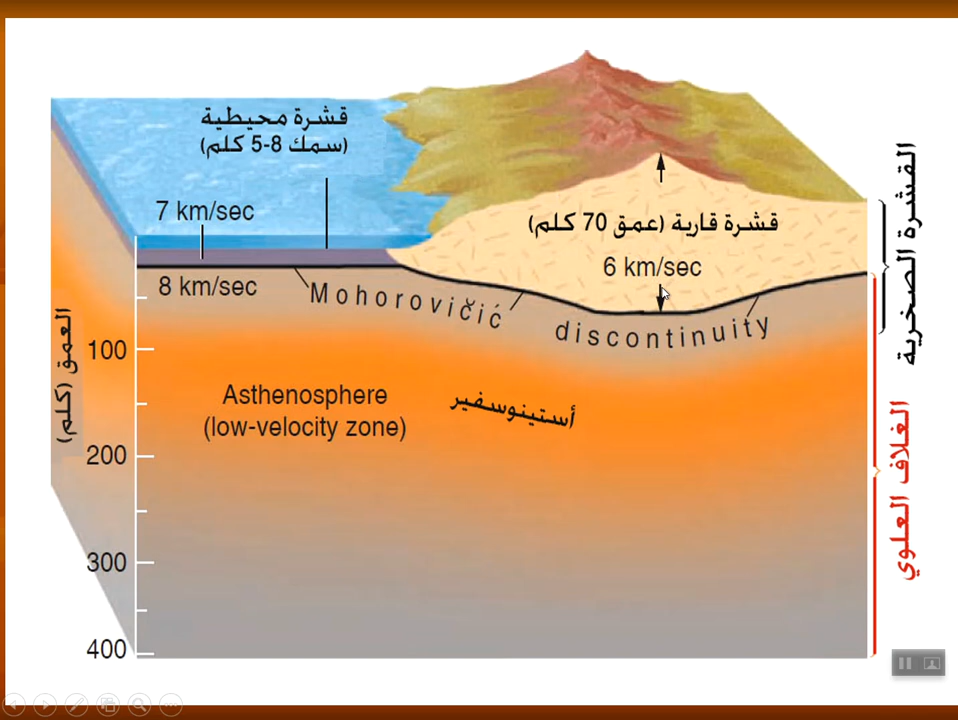 قشرة محيطية
(سمك 8-5 كلم)
7 km/sec
قشرة قارية (عمق 70 كلم)
6 km/sec
8 km/sec
Mohorovičić
discontinuity
القشرة الصخرية
العمق (كلم)
100
Asthenosphere
(low-velocity zone)
أستينوسفير
الغلاف العلوي
200
300
400